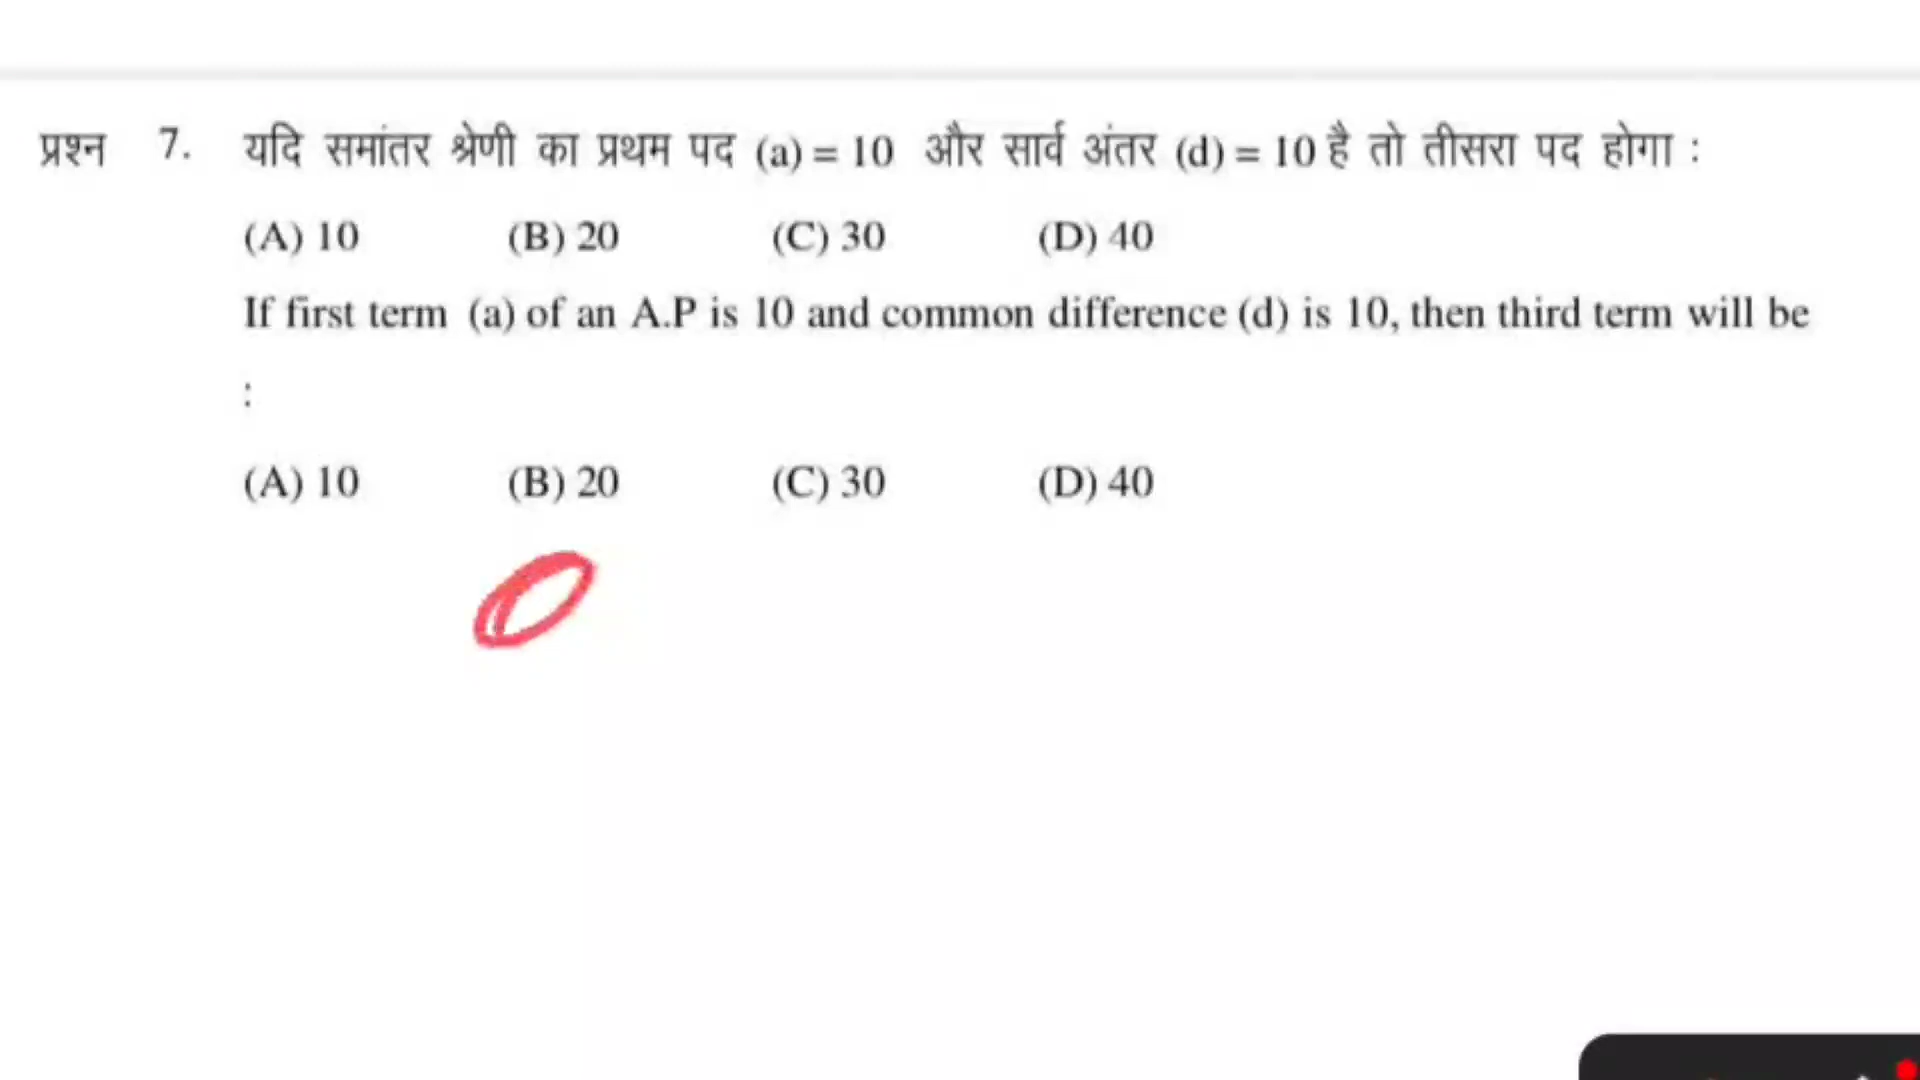 प्रश्न 7. यदि समांतर श्रेणी का प्रथम पद (a) = 10 और सार्व अंतर (d) = 10 है तो तीसरा पद होगा :
(A) 10 (B) 20 (C) 30 (D) 40
If first term (a) of an A.P is 10 and common difference (d) is 10, then third term will be
:
(A) 10 (B) 20 (C) 30 (D) 40